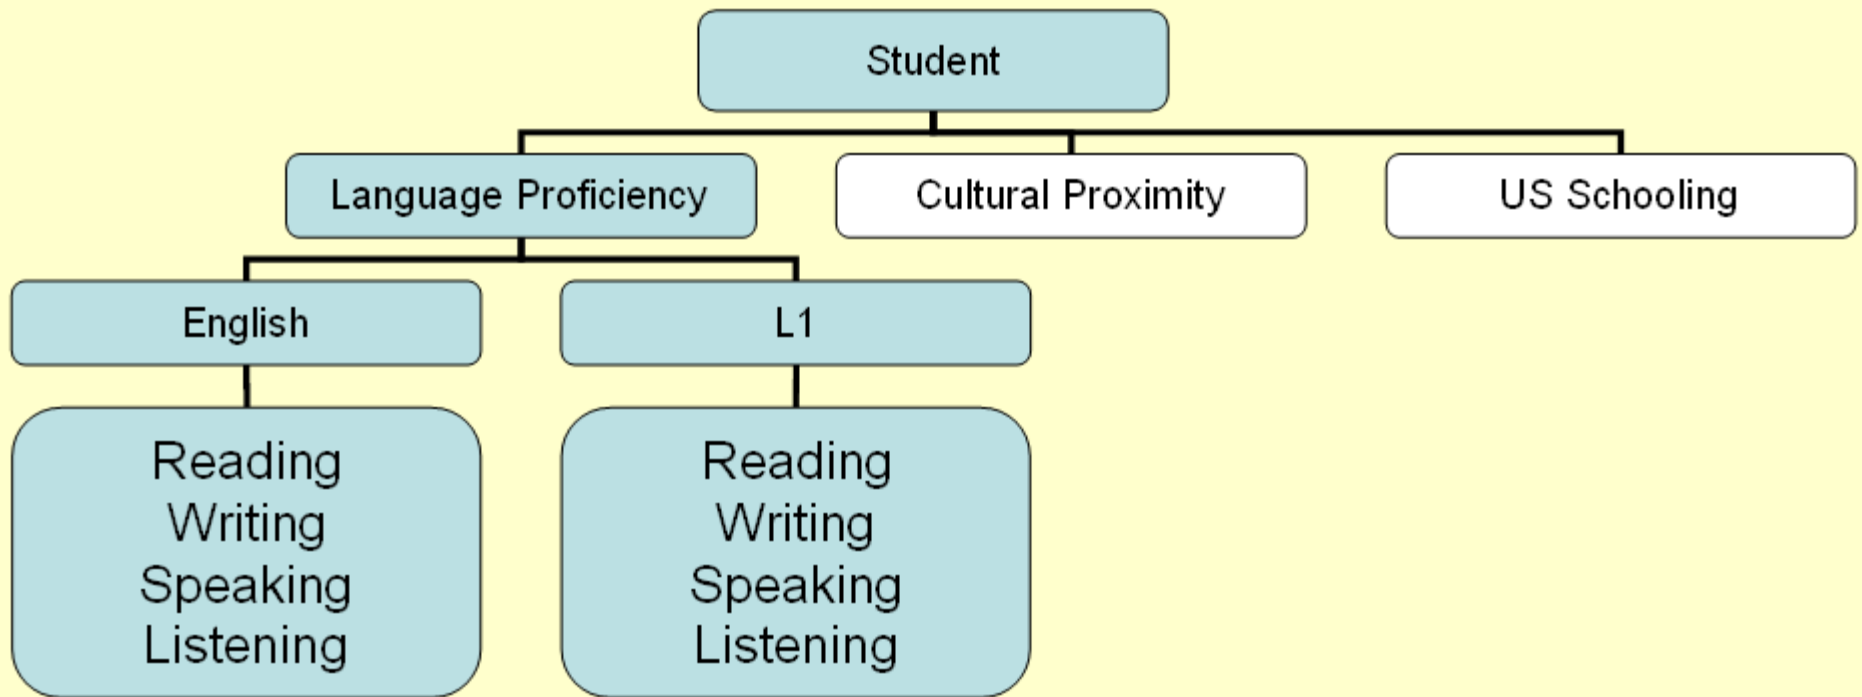 Student
Language Proficiency
Cultural Proximity
US Schooling
English
L1
Reading
Writing
Speaking
Listening
Reading
Writing
Speaking
Listening